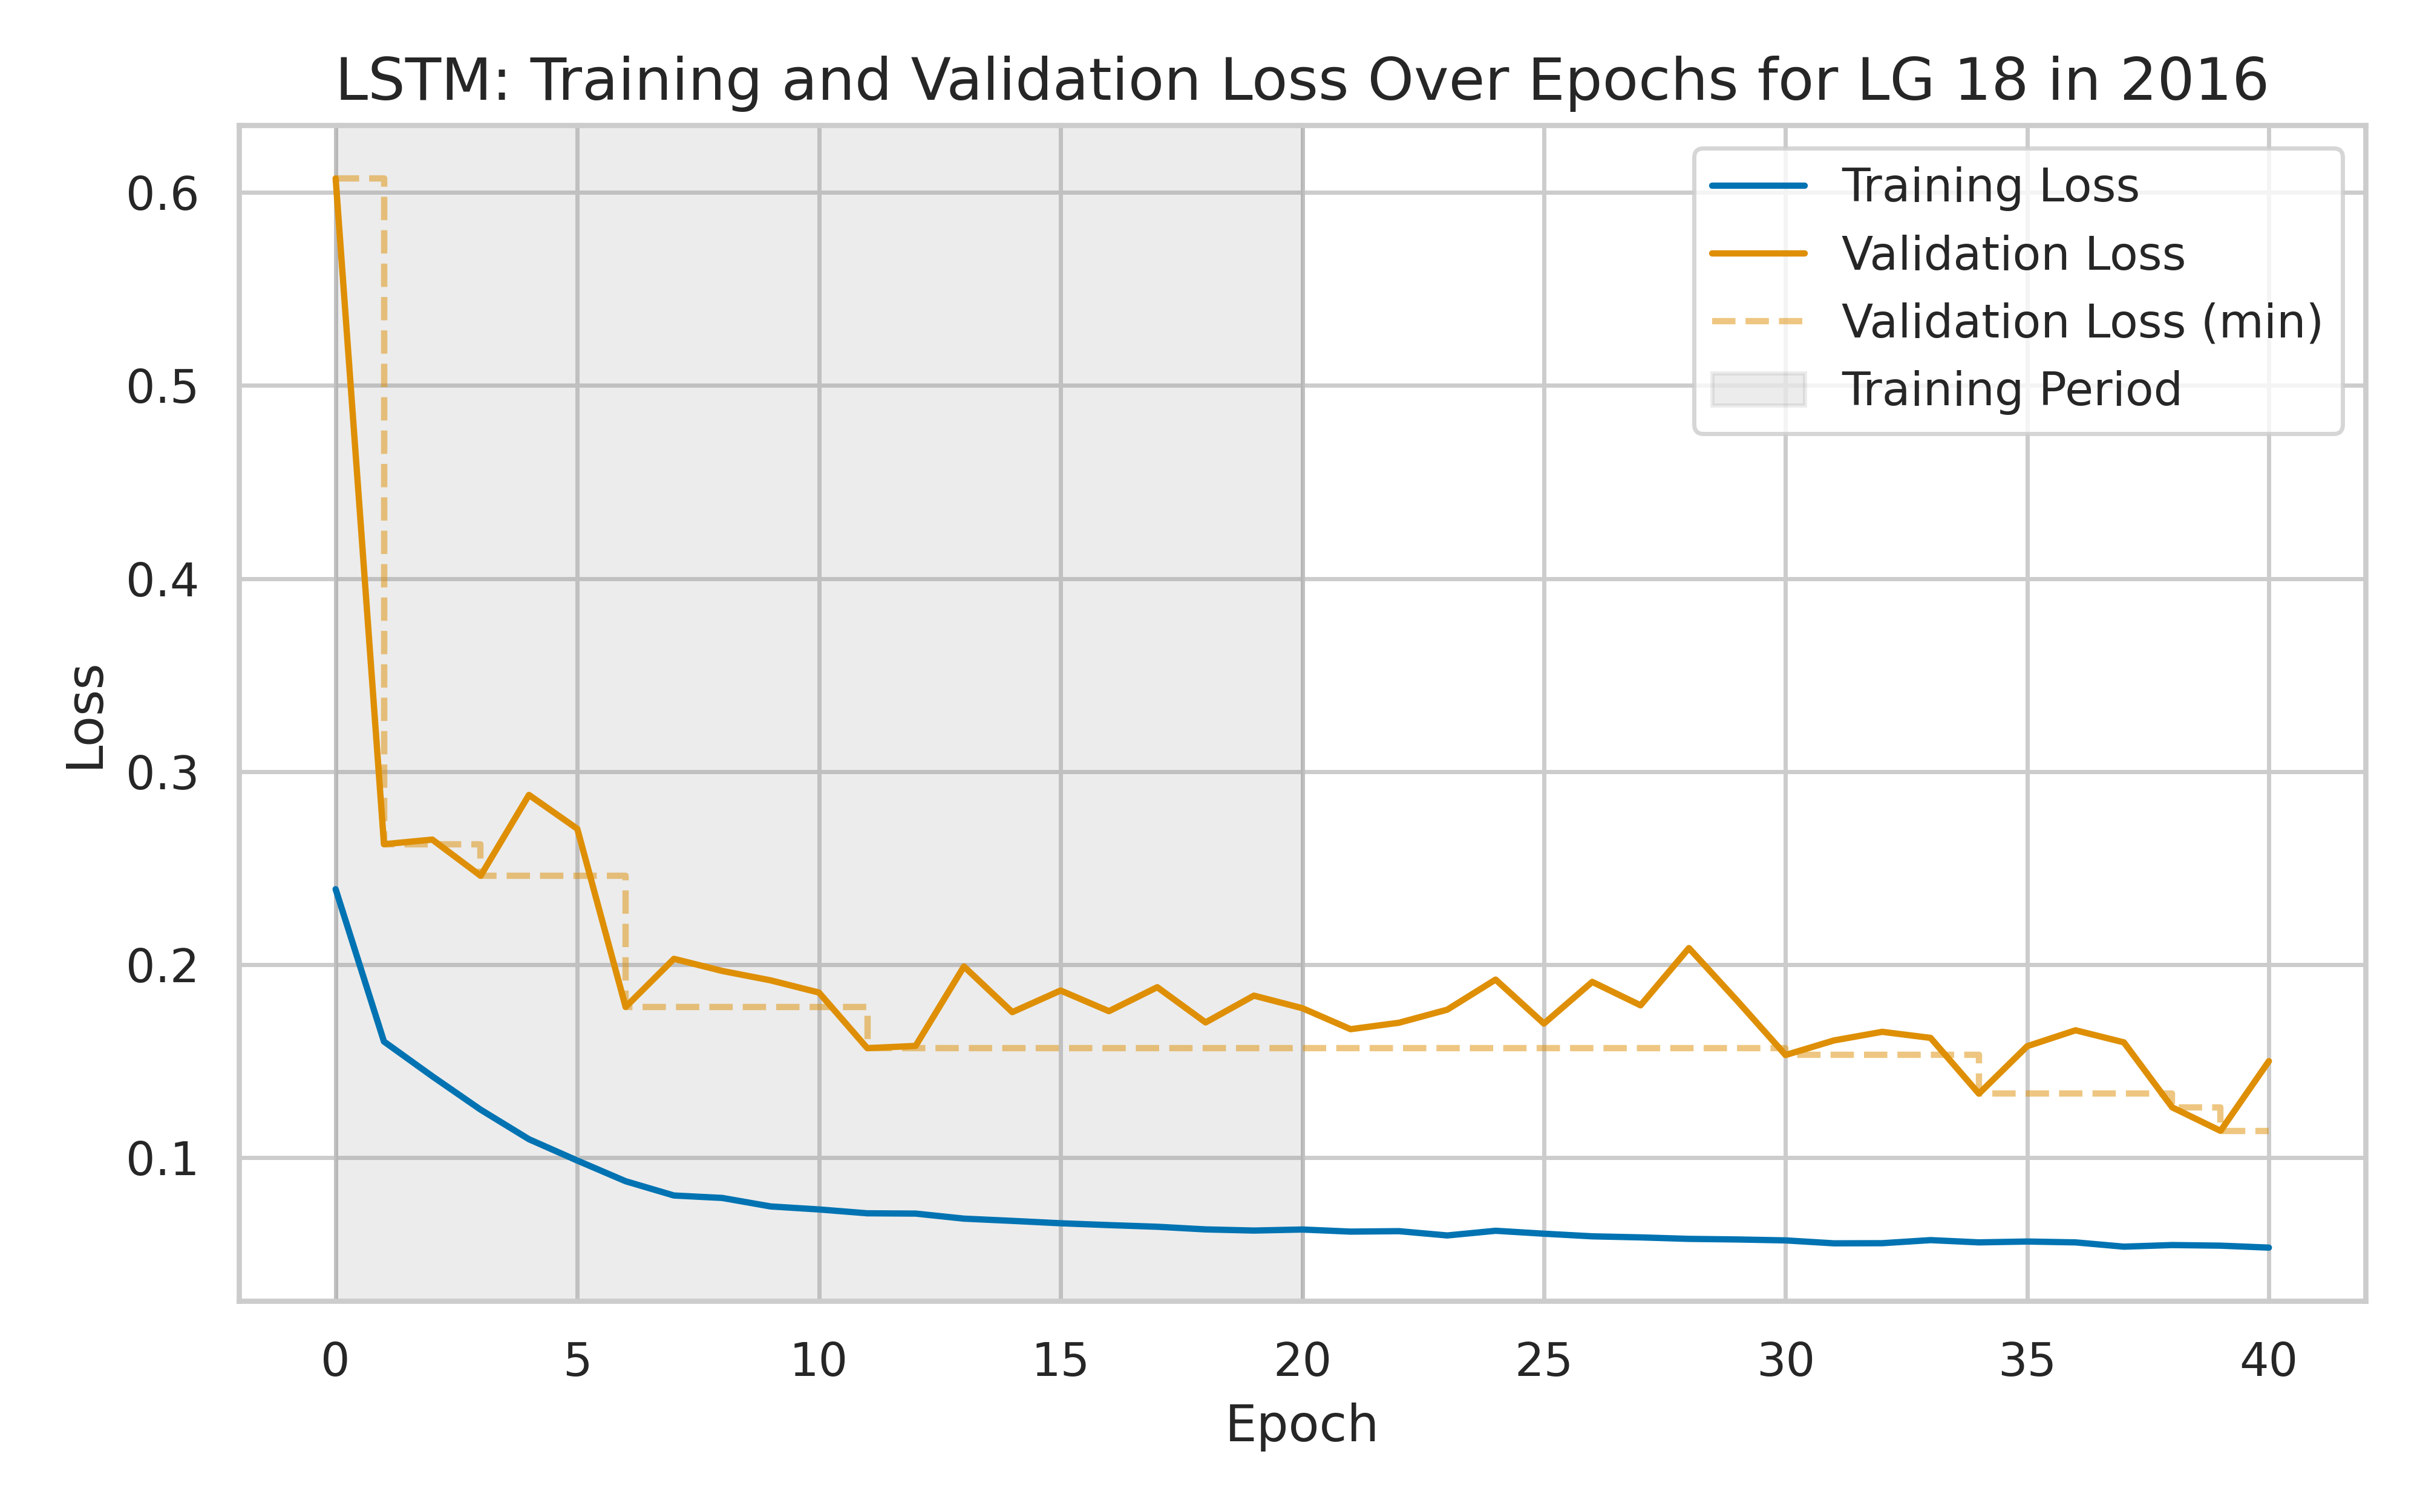 LSTM: Training and Validation Loss Over Epochs for LG 18 in 2016
Training Loss
Validation Loss
Validation Loss (min)
Training Period
0.6
0.5
0.4
0.3
0.2
0.1
Loss
0 5 10 15 20 25 30 35 40
Epoch